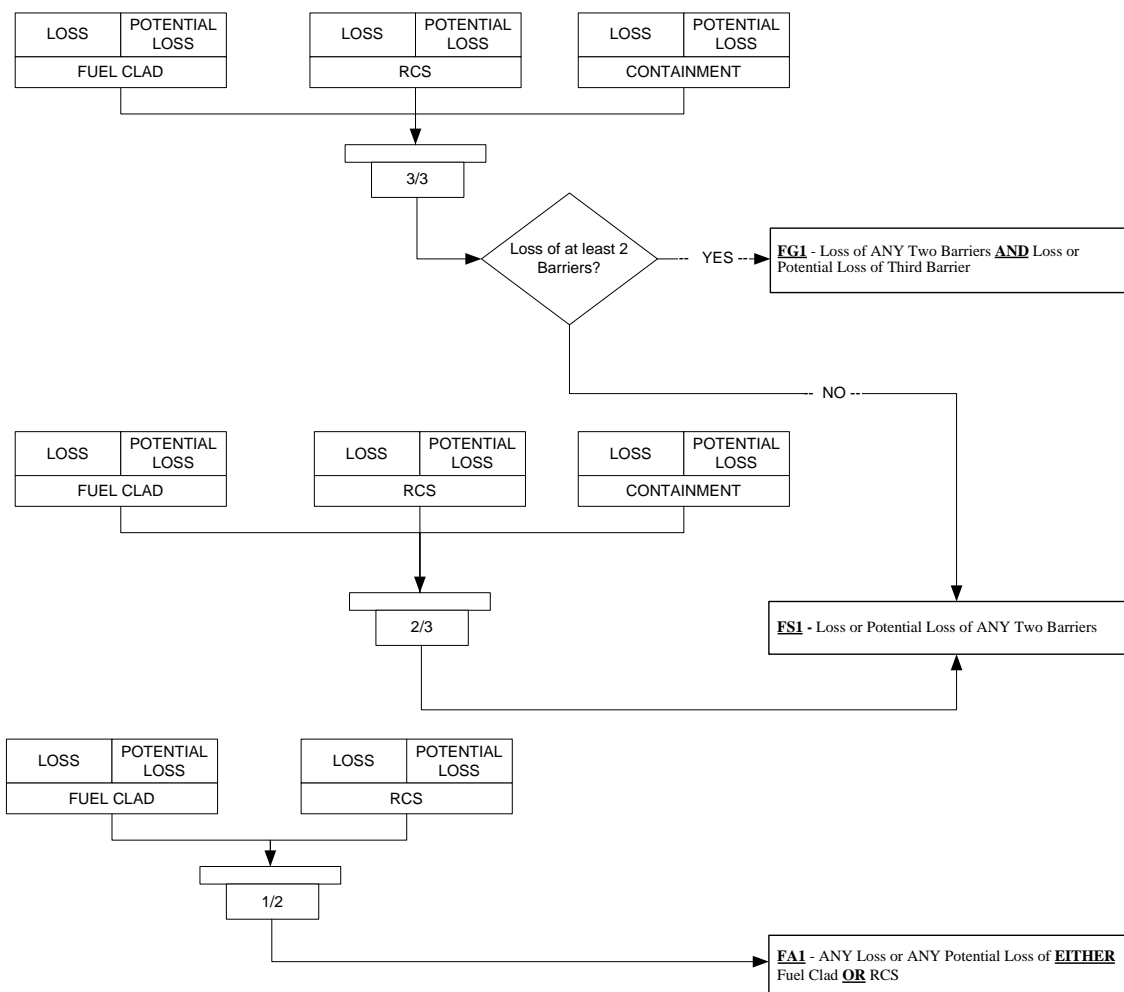 LOSS
POTENTIAL
LOSS
FUEL CLAD
LOSS
POTENTIAL
LOSS
RCS
LOSS
POTENTIAL
LOSS
CONTAINMENT
3/3
Loss of at least 2
Barriers?
-- YES ---
FG1 - Loss of ANY Two Barriers AND Loss or
Potential Loss of Third Barrier
-- NO --
LOSS
POTENTIAL
LOSS
FUEL CLAD
LOSS
POTENTIAL
LOSS
RCS
LOSS
POTENTIAL
LOSS
CONTAINMENT
2/3
FS1 - Loss or Potential Loss of ANY Two Barriers
LOSS
POTENTIAL
LOSS
FUEL CLAD
LOSS
POTENTIAL
LOSS
RCS
1/2
FA1 - ANY Loss or ANY Potential Loss of EITHER
Fuel Clad OR RCS